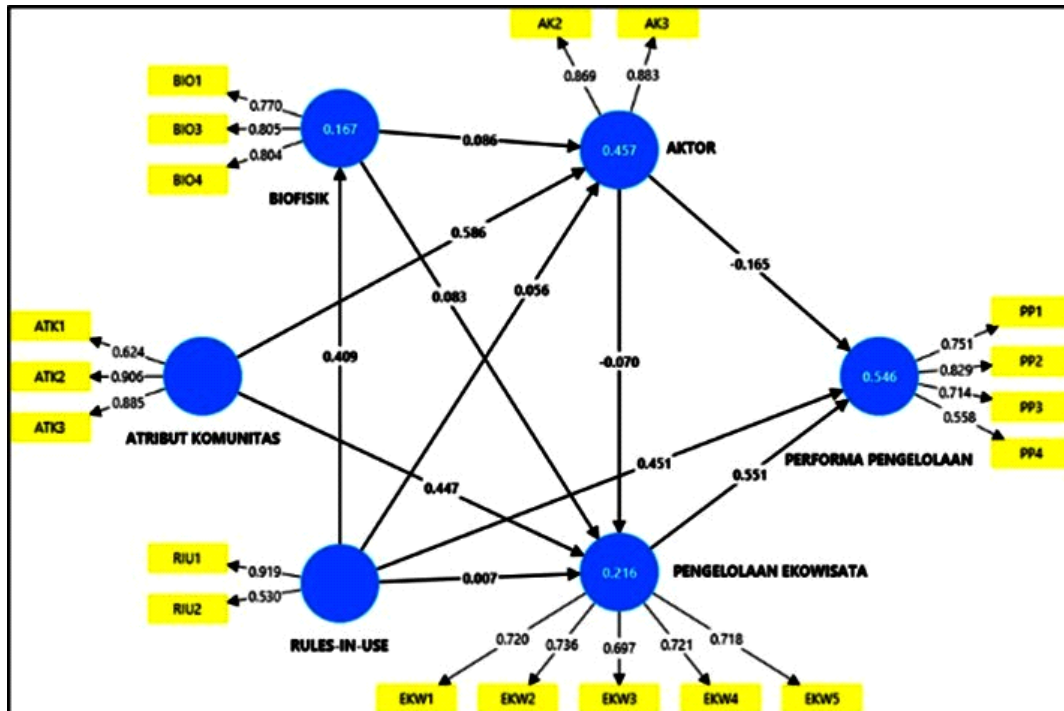 AK2
AK3
0.869
0.883
BIO1
0.770
BIO3
0.805
BIO4
0.804
0.167
BIOFISIK
0.086
0.457
AKTOR
0.586
0.083
0.056
-0.165
0.409
-0.070
ATK1
0.624
ATK2
0.906
ATK3
0.885
ATRIBUT KOMUNITAS
PP1
0.751
PP2
0.829
0.546
0.714
PP3
0.558
PP4
PERFORMA PENGELOLAAN
0.447
0.451
0.551
RIU1
0.919
RIU2
0.530
RULES-IN-USE
0.007
0.216
PENGELOLAAN EKOWISATA
0.720
0.736
0.697
0.721
0.718
EKW1
EKW2
EKW3
EKW4
EKW5